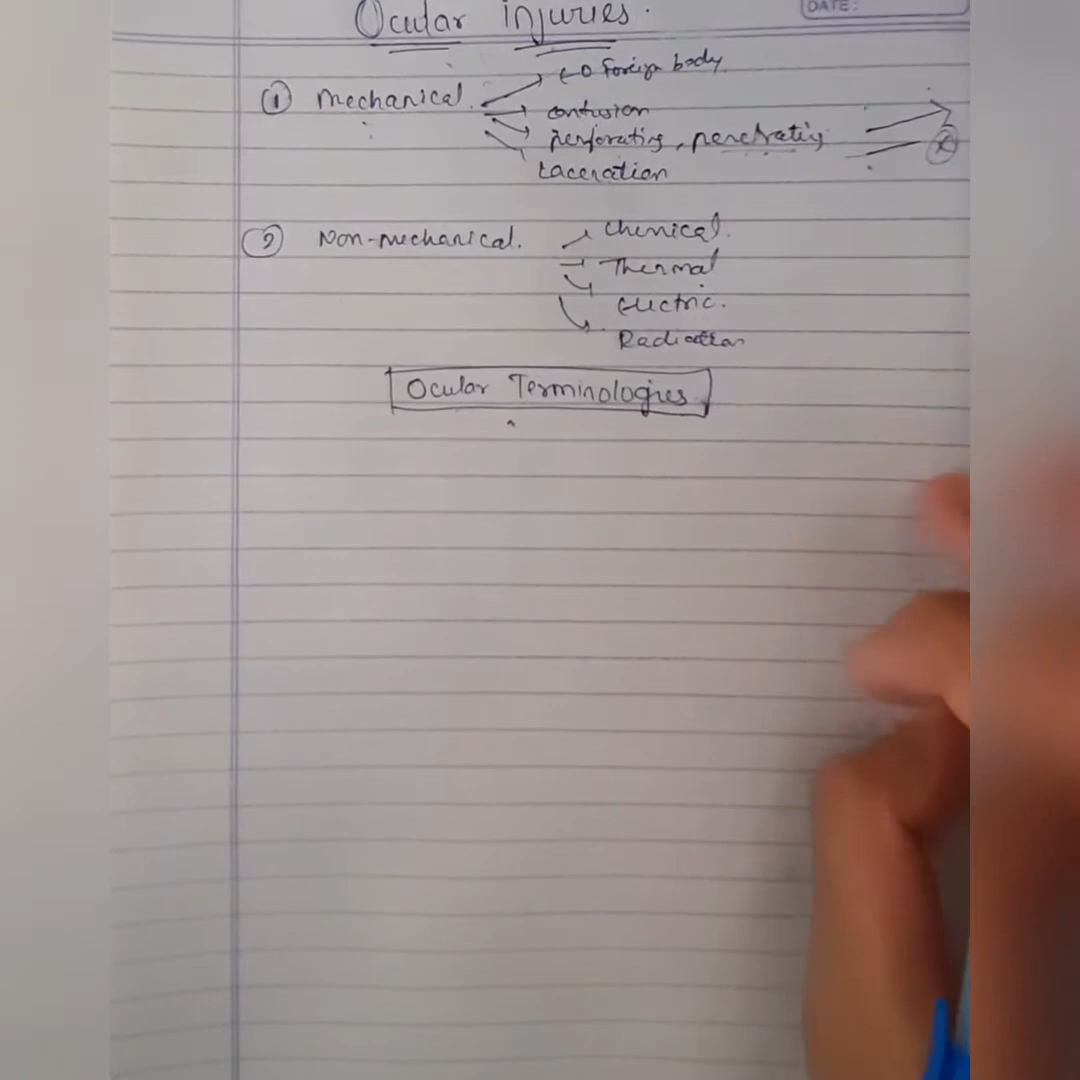 Ocular injuries.
DATE:
① Mechanical
Foreign body
contusion
perforating, penetrating
Laceration
② Non-mechanical.
Chemical.
Thermal
Electric.
Radiation
Ocular Terminologies